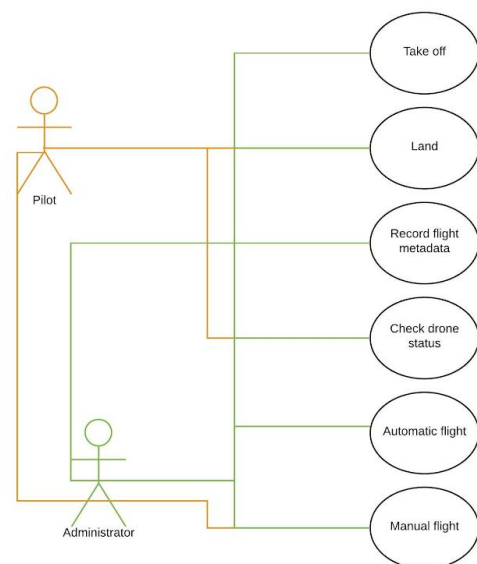 Take off
Land
Pilot
Record flight
metadata
Check drone
status
Automatic flight
Administrator
Manual flight